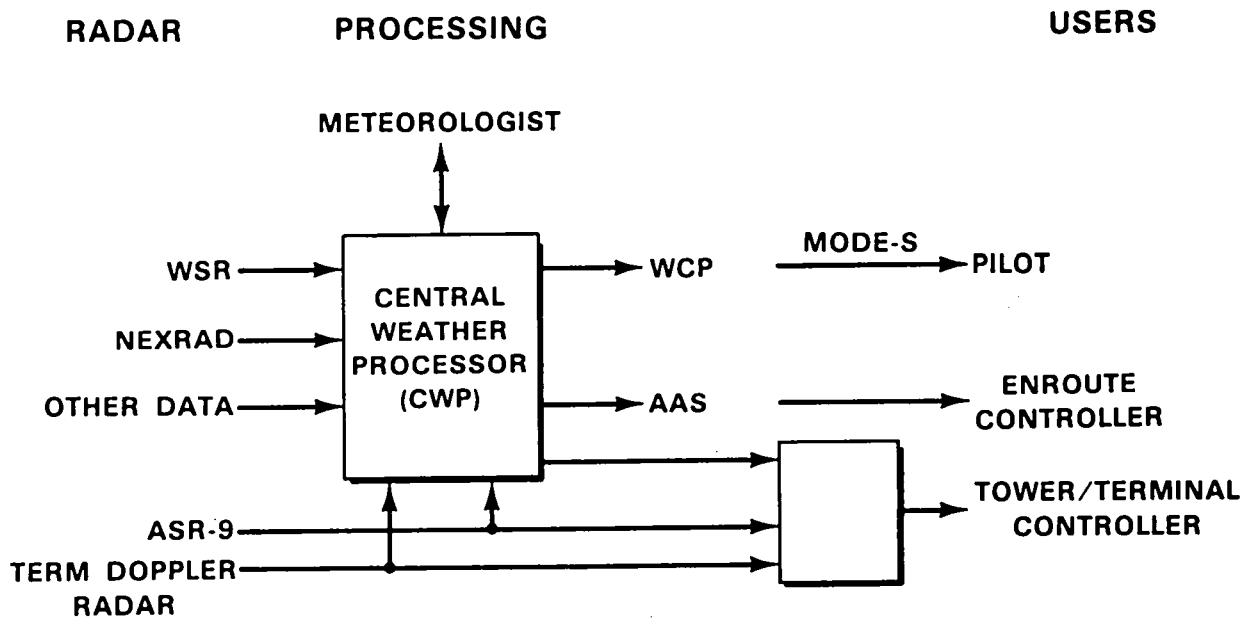 RADAR PROCESSING USERS
METEOROLOGIST
WSR
NEXRAD
OTHER DATA
CENTRAL
WEATHER
PROCESSOR
(CWP)
WCP
MODE-S
PILOT
AAS
ENROUTE
CONTROLLER
ASR-9
TERM DOPPLER
RADAR
TOWER/TERMINAL
CONTROLLER